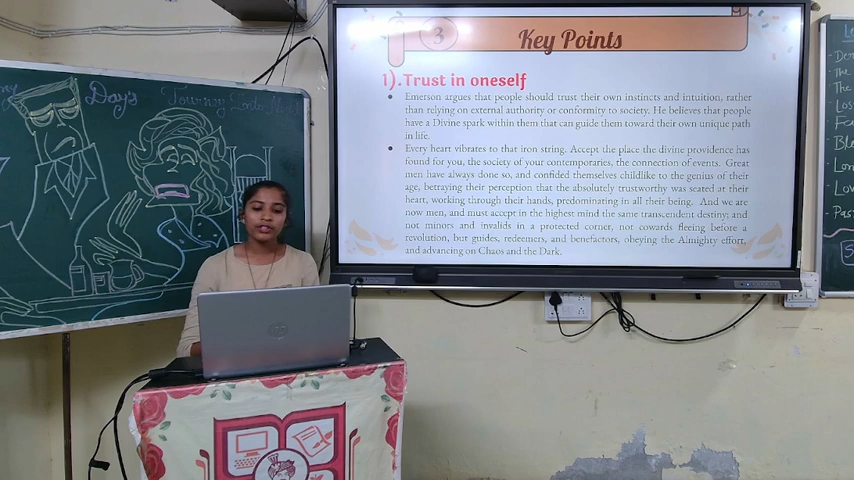 Day's Journey Into Night
3
Key Points
1).Trust in oneself
• Emerson argues that people should trust their own instincts and intuition, rather
than relying on external authority or conformity to society. He believes that people
have a Divine spark within them that can guide them toward their own unique path
in life.
• Every heart vibrates to that iron string. Accept the place the divine providence has
found for you, the society of your contemporaries, the connection of events. Great
men have always done so, and confided themselves childlike to the genius of their
age, betraying their perception that the absolutely trustworthy was seated at their
heart, working through their hands, predominating in all their being. And we are
now men, and must accept in the highest mind the same transcendent destiny; and
not minors and invalids in a protected corner, not cowards fleeing before a
revolution, but guides, redeemers, and benefactors, obeying the Almighty effort,
and advancing on Chaos and the Dark.
hp
The
The